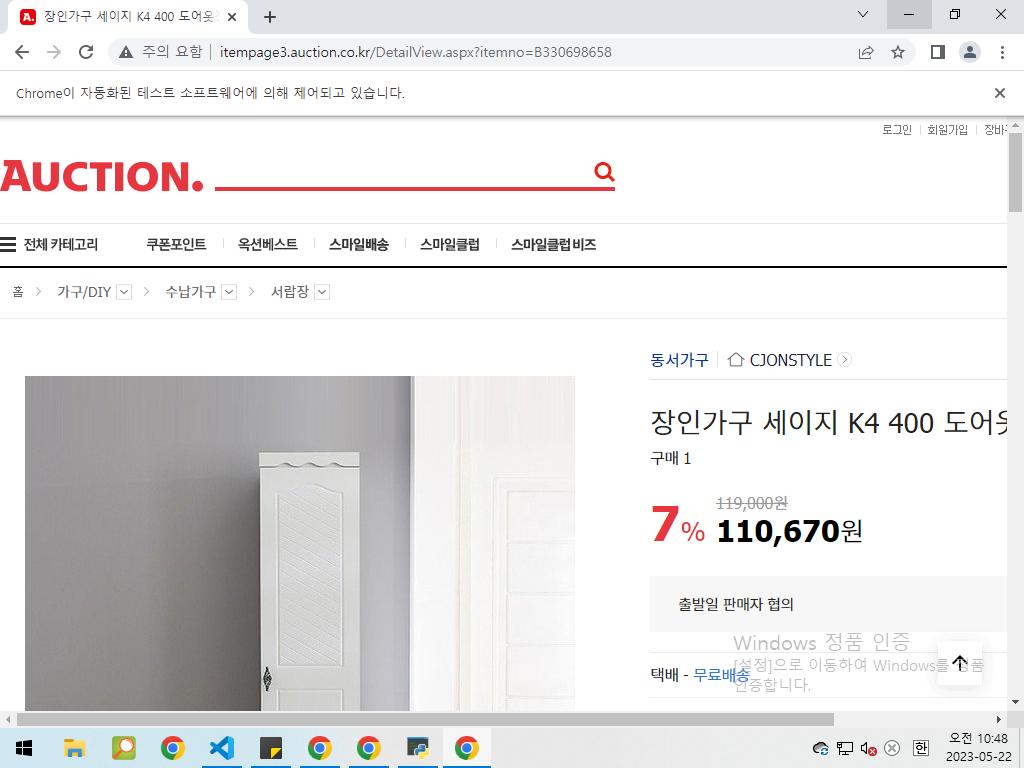 장인가구 세이지 K4 400 도어옷
주의 요함
itempage3.auction.co.kr/DetailView.aspx?itemno=B330698658
Chrome이 자동화된 테스트 소프트웨어에 의해 제어되고 있습니다.
로그인 회원가입 장바
AUCTION.
전체 카테고리 쿠폰포인트 옥션베스트 스마일배송 스마일클럽 스마일클럽 비즈
홈 가구/DIY 수납가구 서랍장
동서가구 CJONSTYLE
장인가구 세이지 K4 400 도어옷
구매 1
119,000원
7% 110,670원
출발일 판매자 협의
Windows 정품 인증
[설정]으로 이동하여 Windows를 정품
인증합니다.
택배 - 무료배송
한
오전 10:48
2023-05-22